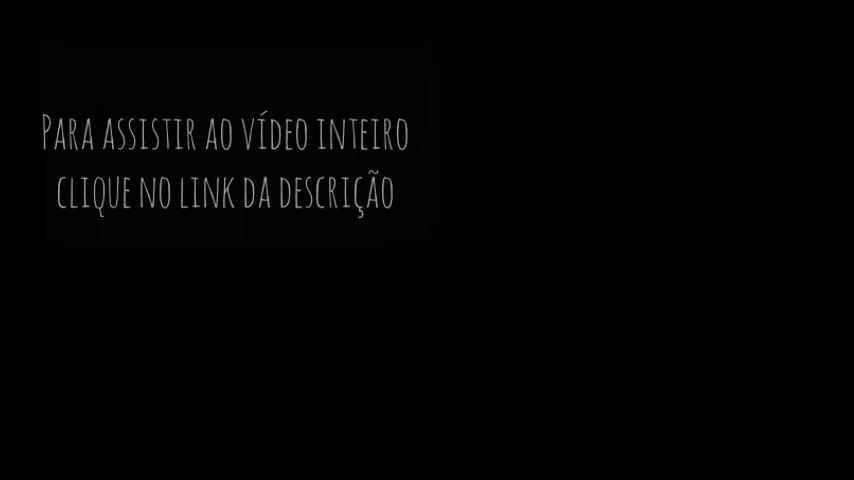 Para assistir ao vídeo inteiro
clique no link da descrição